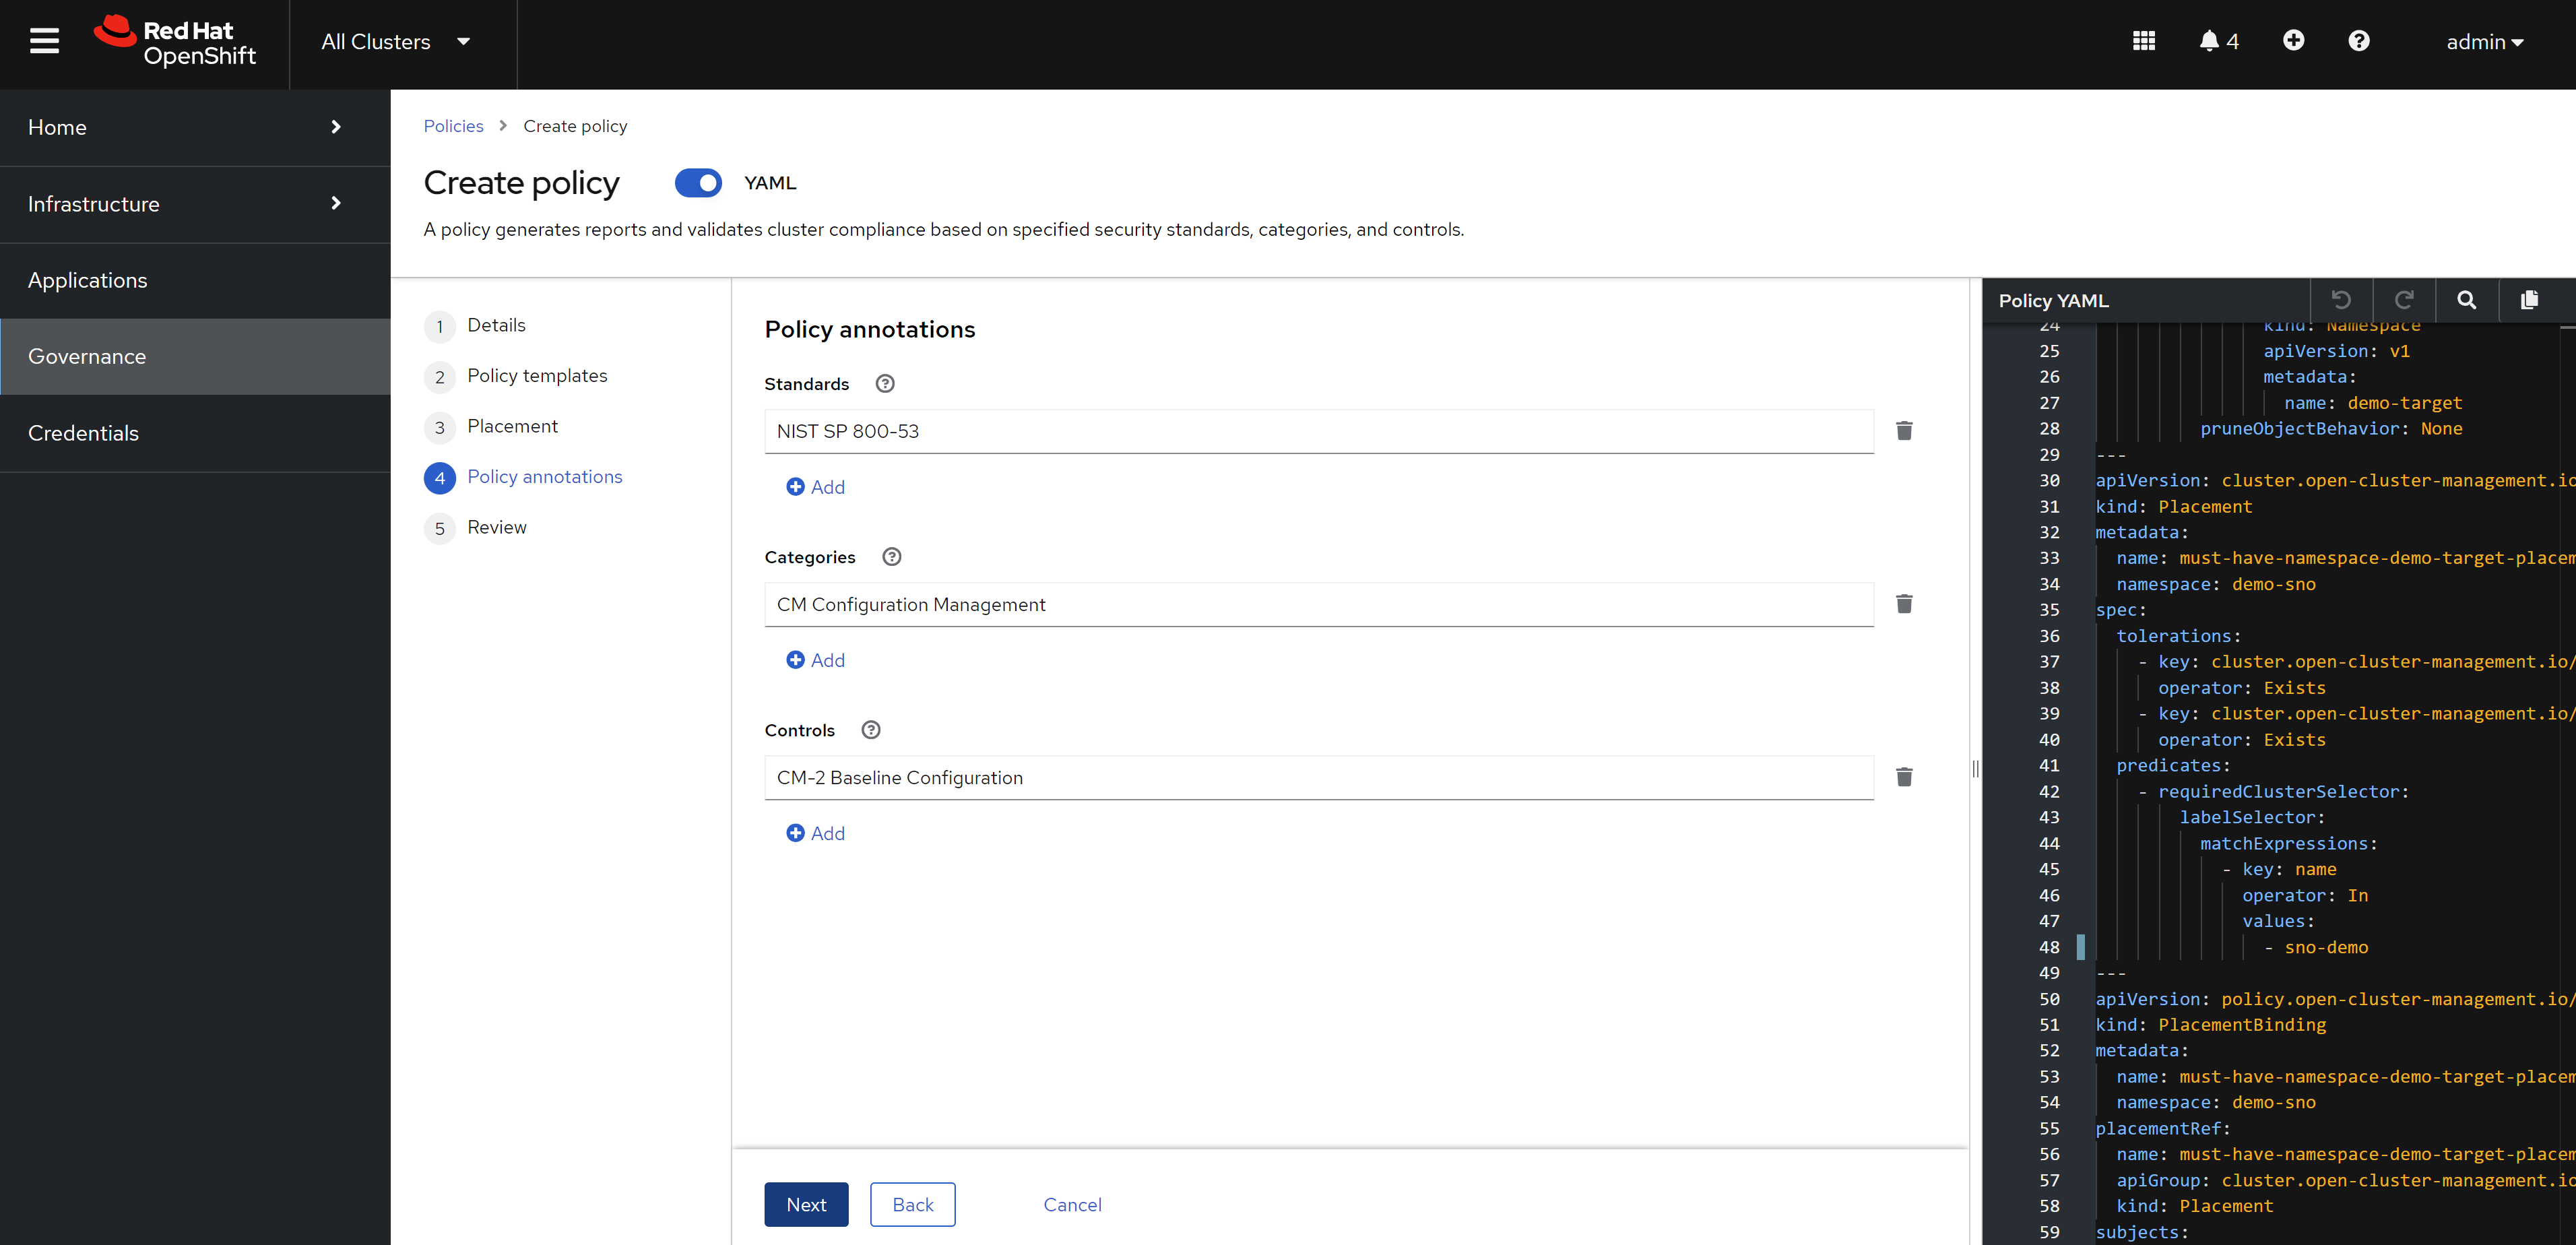 Red Hat
OpenShift
All Clusters
4
admin
Home
Infrastructure
Applications
Governance
Credentials
Policies
Create policy
Create policy
YAML
A policy generates reports and validates cluster compliance based on specified security standards, categories, and controls.
1 Details
2 Policy templates
3 Placement
4 Policy annotations
5 Review
Policy annotations
Standards
NIST SP 800-53
Add
Categories
CM Configuration Management
Add
Controls
CM-2 Baseline Configuration
Add
Next
Back
Cancel
Policy YAML
24 kind: Namespace
25 apiVersion: v1
26 metadata:
27 name: demo-target
28 pruneObjectBehavior: None
29 ---
30 apiVersion: cluster.open-cluster-management.io
31 kind: Placement
32 metadata:
33 name: must-have-namespace-demo-target-placem
34 namespace: demo-sno
35 spec:
36 tolerations:
37 - key: cluster.open-cluster-management.io/
38 operator: Exists
39 - key: cluster.open-cluster-management.io/
40 operator: Exists
41 predicates:
42 - requiredClusterSelector:
43 labelSelector:
44 matchExpressions:
45 - key: name
46 operator: In
47 values:
48 - sno-demo
49 ---
50 apiVersion: policy.open-cluster-management.io/
51 kind: PlacementBinding
52 metadata:
53 name: must-have-namespace-demo-target-placem
54 namespace: demo-sno
55 placementRef:
56 name: must-have-namespace-demo-target-placem
57 apiGroup: cluster.open-cluster-management.io
58 kind: Placement
59 subjects: